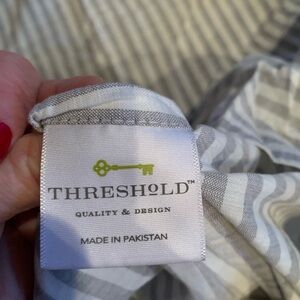 THRESHOLD™
QUALITY & DESIGN
MADE IN PAKISTAN